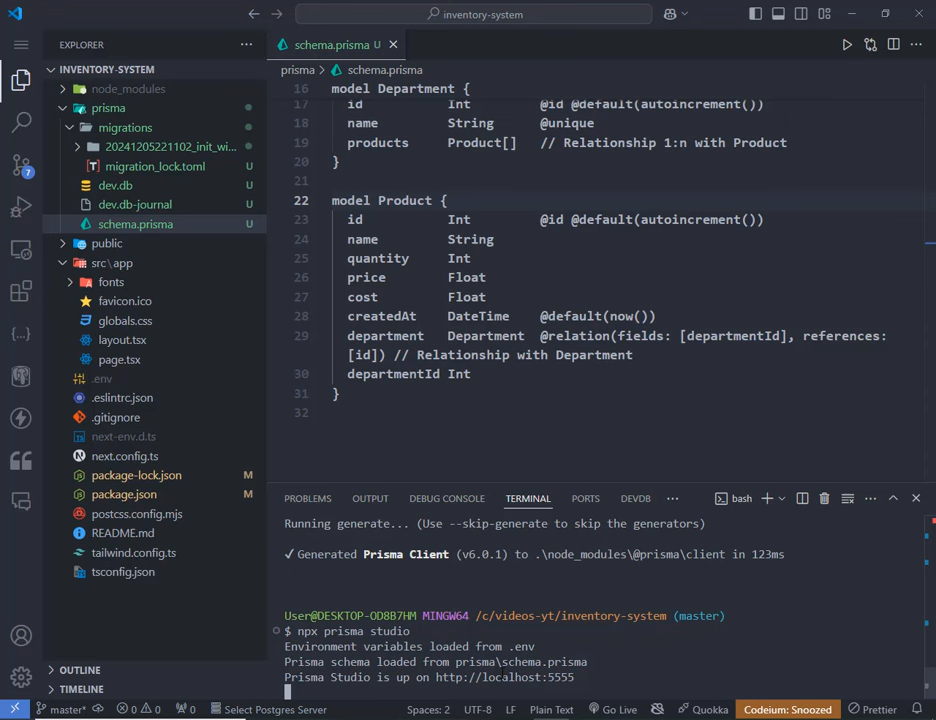 inventory-system
EXPLORER
INVENTORY-SYSTEM
node_modules
prisma
migrations
20241205221102_init_wi...
migration_lock.toml U
dev.db U
dev.db-journal U
schema.prisma U
public
src\app
fonts
favicon.ico
globals.css
layout.tsx
page.tsx
.env
.eslintrc.json
.gitignore
next-env.d.ts
next.config.ts
package-lock.json M
package.json M
postcss.config.mjs
README.md
tailwind.config.ts
tsconfig.json
OUTLINE
TIMELINE
7
schema.prisma U
prisma > schema.prisma
16 model Department {
17 id Int @id @default(autoincrement())
18 name String @unique
19 products Product[] // Relationship 1:n with Product
20 }
21
22 model Product {
23 id Int @id @default(autoincrement())
24 name String
25 quantity Int
26 price Float
27 cost Float
28 createdAt DateTime @default(now())
29 department Department @relation(fields: [departmentId], references:
[id]) // Relationship with Department
30 departmentId Int
31 }
32
PROBLEMS OUTPUT DEBUG CONSOLE TERMINAL PORTS DEVDB ... bash
Running generate... (Use --skip-generate to skip the generators)
✓ Generated Prisma Client (v6.0.1) to .\node_modules\@prisma\client in 123ms
User@DESKTOP-OD8B7HM MINGW64 /c/videos-yt/inventory-system (master)
$ npx prisma studio
Environment variables loaded from .env
Prisma schema loaded from prisma\schema.prisma
Prisma Studio is up on http://localhost:5555
master* 0 0 0 Select Postgres Server Spaces: 2 UTF-8 LF Plain Text Go Live Quokka Codeium: Snoozed Prettier